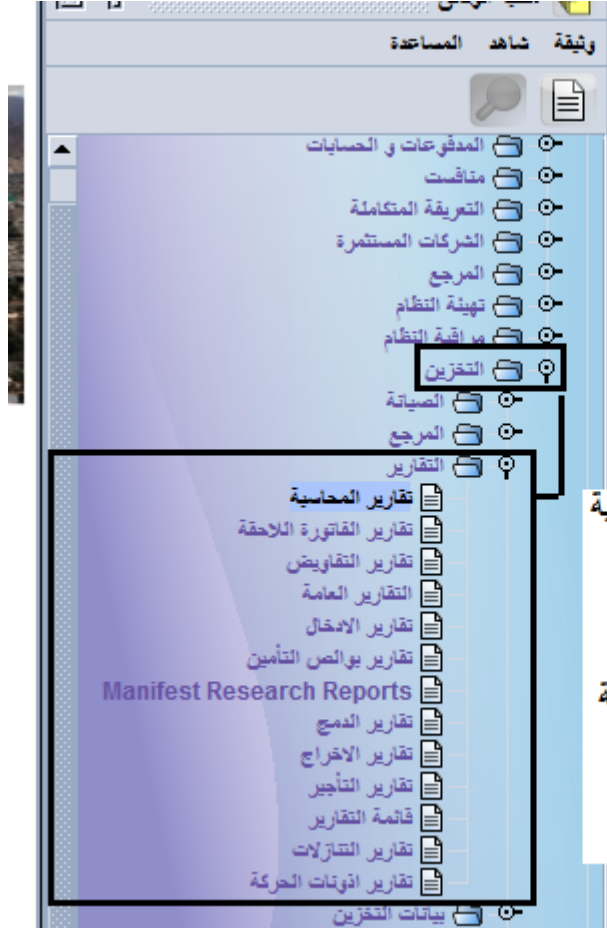 وثيقة شاهد المساعدة
المدفوعات و الحسابات
منافست
التعريفة المتكاملة
الشركات المستثمرة
المرجع
تهيئة النظام
مراقبة النظام
التخزين
الصيانة
المرجع
التقارير
تقارير المحاسبة
تقارير الفاتورة اللاحقة
تقارير التفاويض
التقارير العامة
تقارير الادخال
تقارير بوالص التأمين
Manifest Research Reports
تقارير الدمج
تقارير الاخراج
تقارير التأجير
قائمة التقارير
تقارير التنازلات
تقارير اذونات الحركة
بيانات التخزين